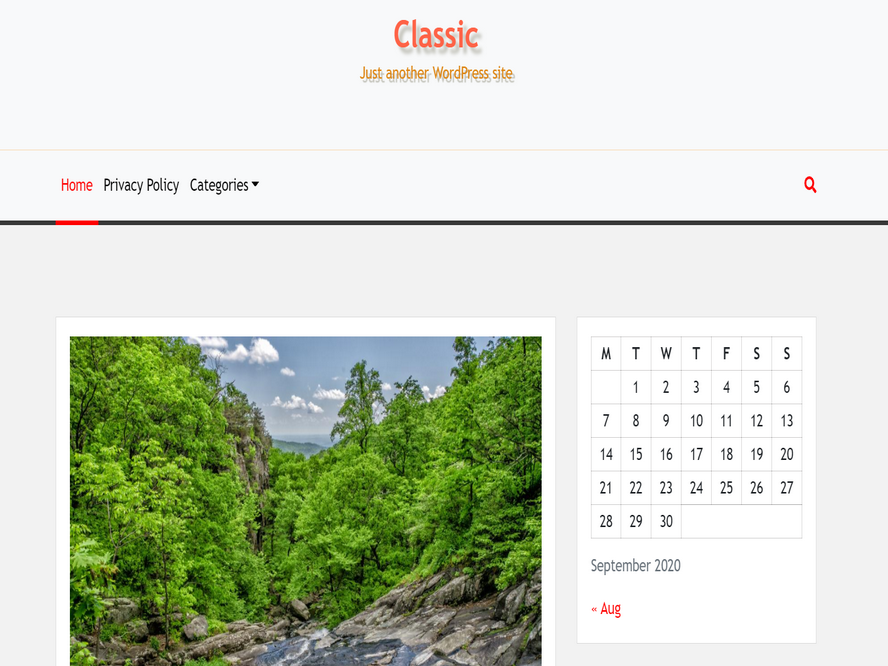 Classic
Just another WordPress site
Home Privacy Policy Categories
M T W T F S S
1 2 3 4 5 6
7 8 9 10 11 12 13
14 15 16 17 18 19 20
21 22 23 24 25 26 27
28 29 30
September 2020
« Aug